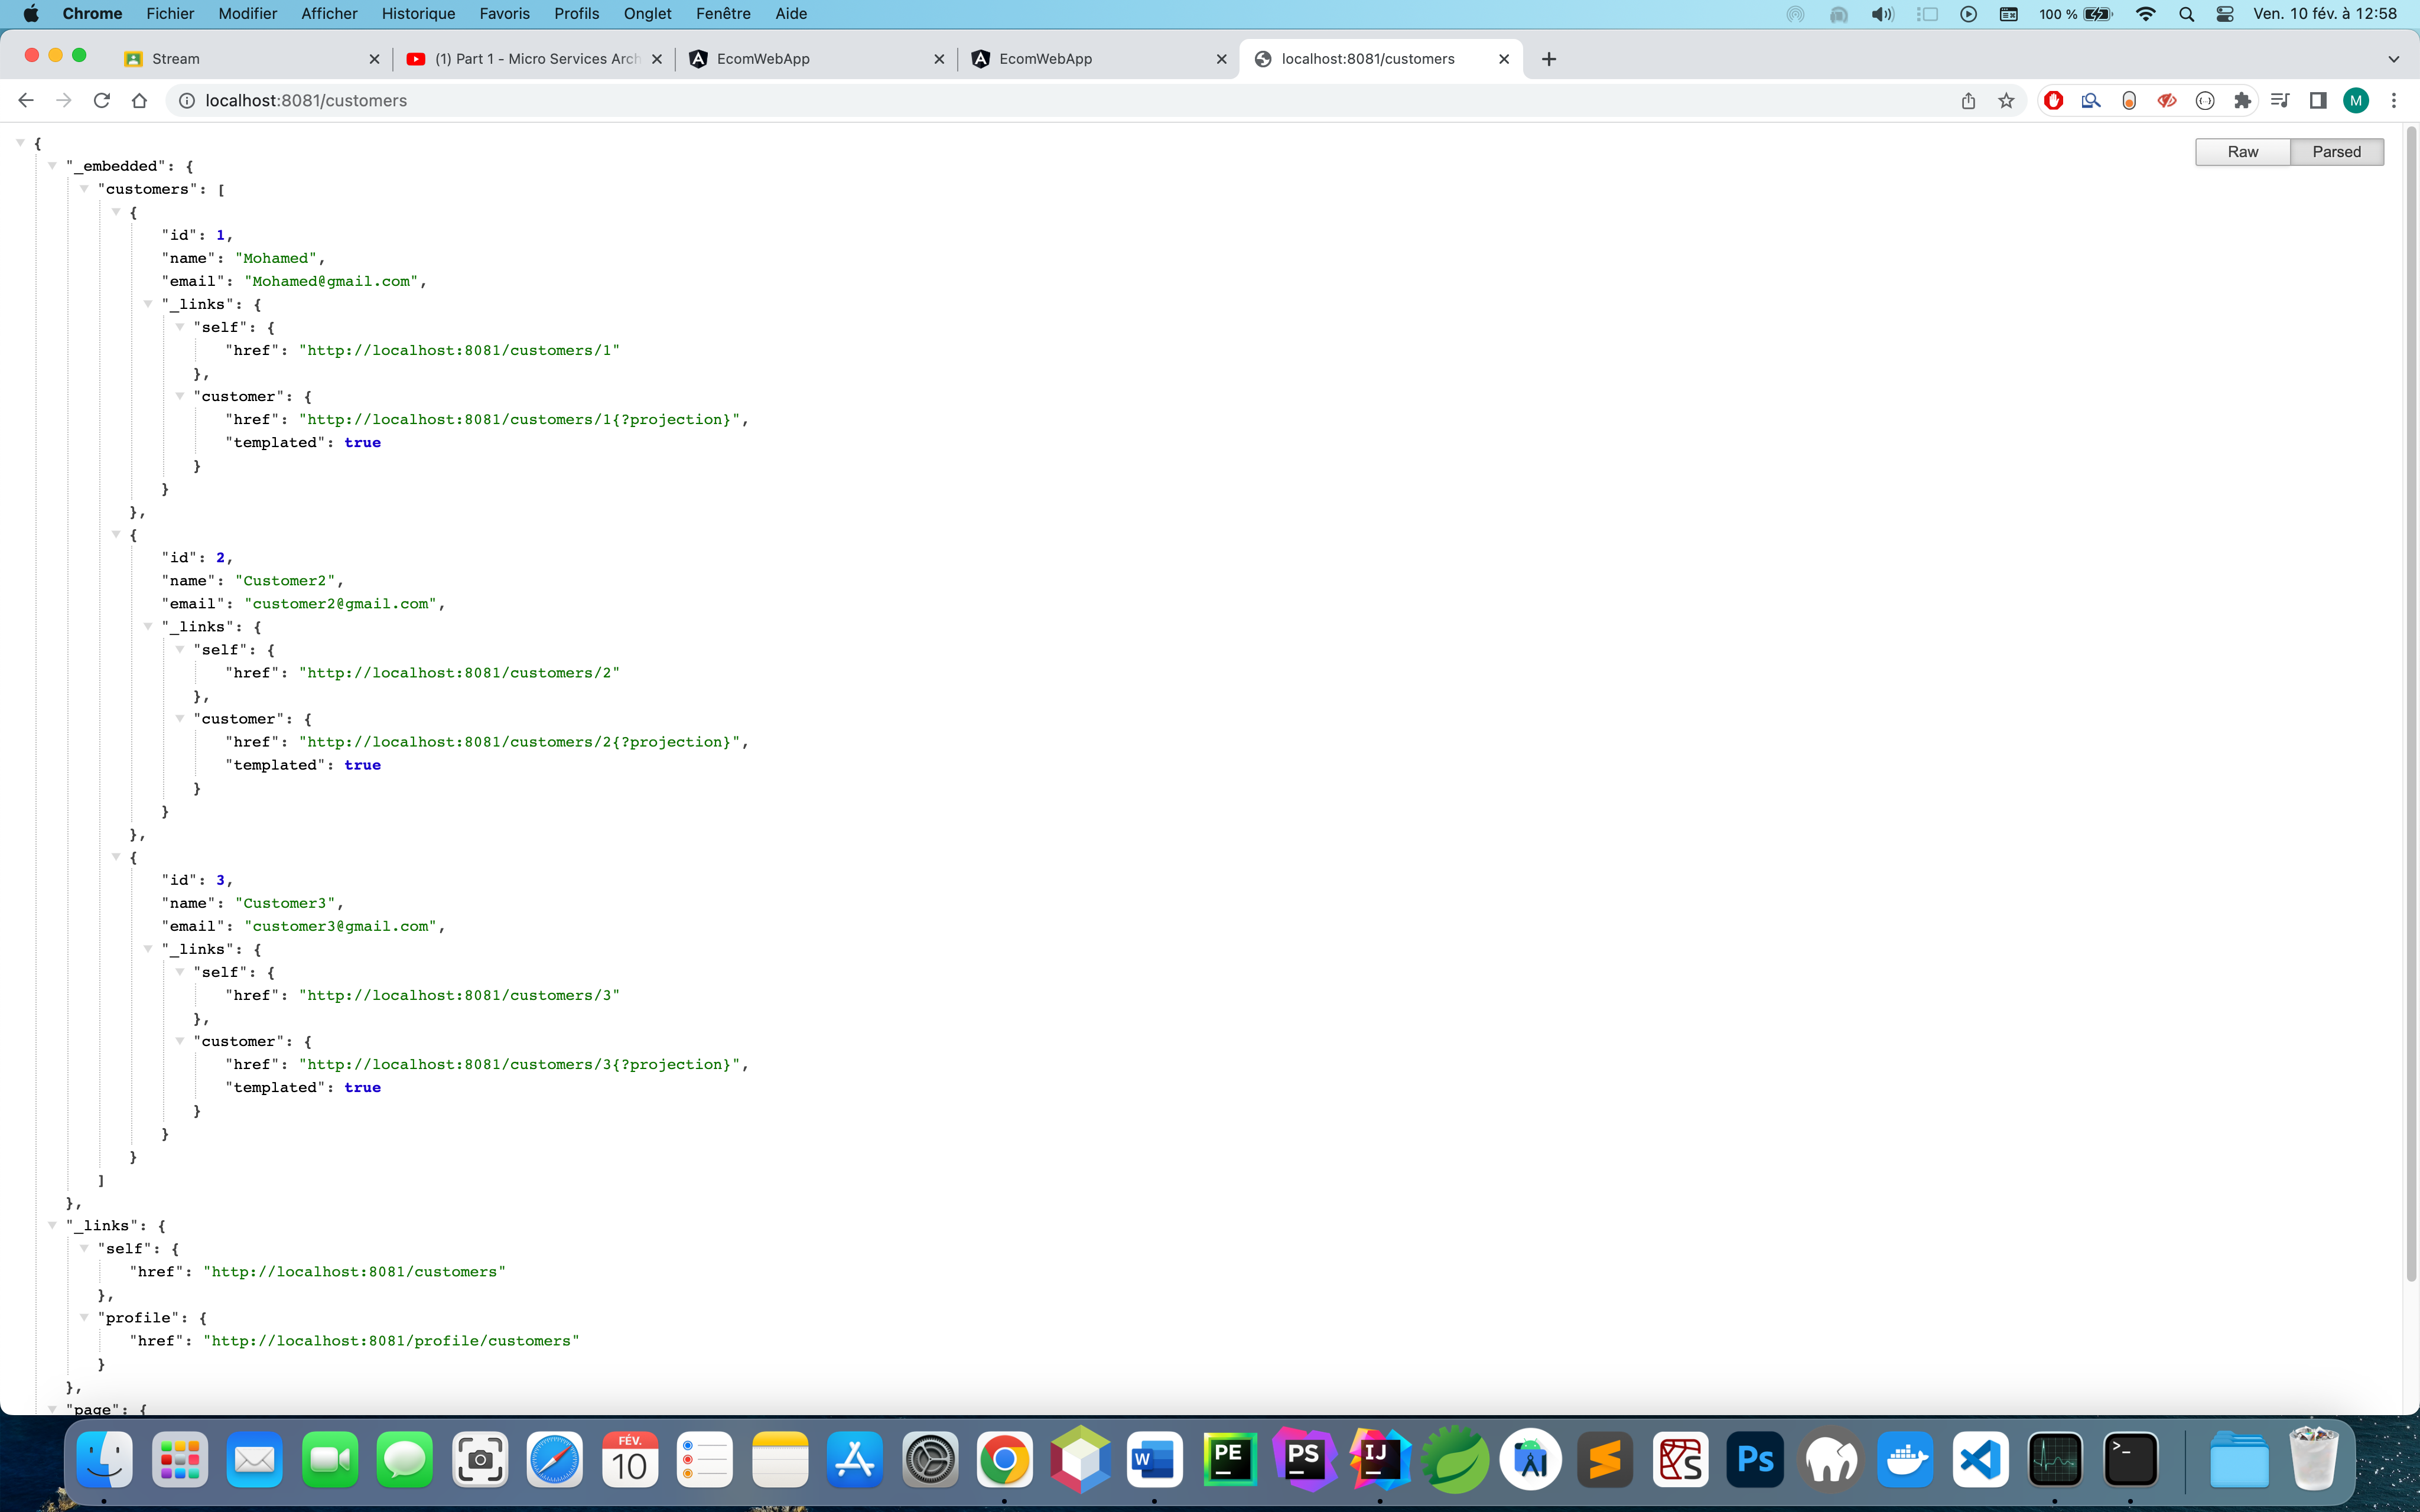 Chrome Fichier Modifier Afficher Historique Favoris Profils Onglet Fenêtre Aide 100 % Ven. 10 fév. à 12:58
Stream (1) Part 1 - Micro Services Arch EcomWebApp EcomWebApp localhost:8081/customers
localhost:8081/customers M
Raw Parsed
{
"_embedded": {
"customers": [
{
"id": 1,
"name": "Mohamed",
"email": "Mohamed@gmail.com",
"_links": {
"self": {
"href": "http://localhost:8081/customers/1"
},
"customer": {
"href": "http://localhost:8081/customers/1{?projection}",
"templated": true
}
}
},
{
"id": 2,
"name": "Customer2",
"email": "customer2@gmail.com",
"_links": {
"self": {
"href": "http://localhost:8081/customers/2"
},
"customer": {
"href": "http://localhost:8081/customers/2{?projection}",
"templated": true
}
}
},
{
"id": 3,
"name": "Customer3",
"email": "customer3@gmail.com",
"_links": {
"self": {
"href": "http://localhost:8081/customers/3"
},
"customer": {
"href": "http://localhost:8081/customers/3{?projection}",
"templated": true
}
}
}
]
},
"_links": {
"self": {
"href": "http://localhost:8081/customers"
},
"profile": {
"href": "http://localhost:8081/profile/customers"
}
},
"page": {
FÉV.
10 W PE PS IJ Ps >_